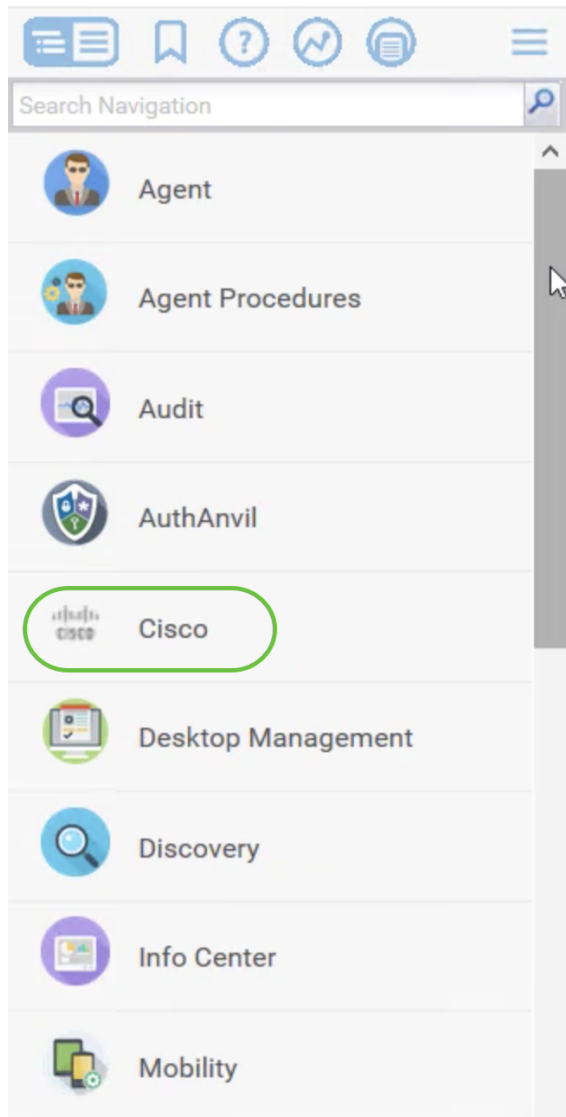 Search Navigation
Agent
Agent Procedures
Audit
AuthAnvil
CISCO Cisco
Desktop Management
Discovery
Info Center
Mobility